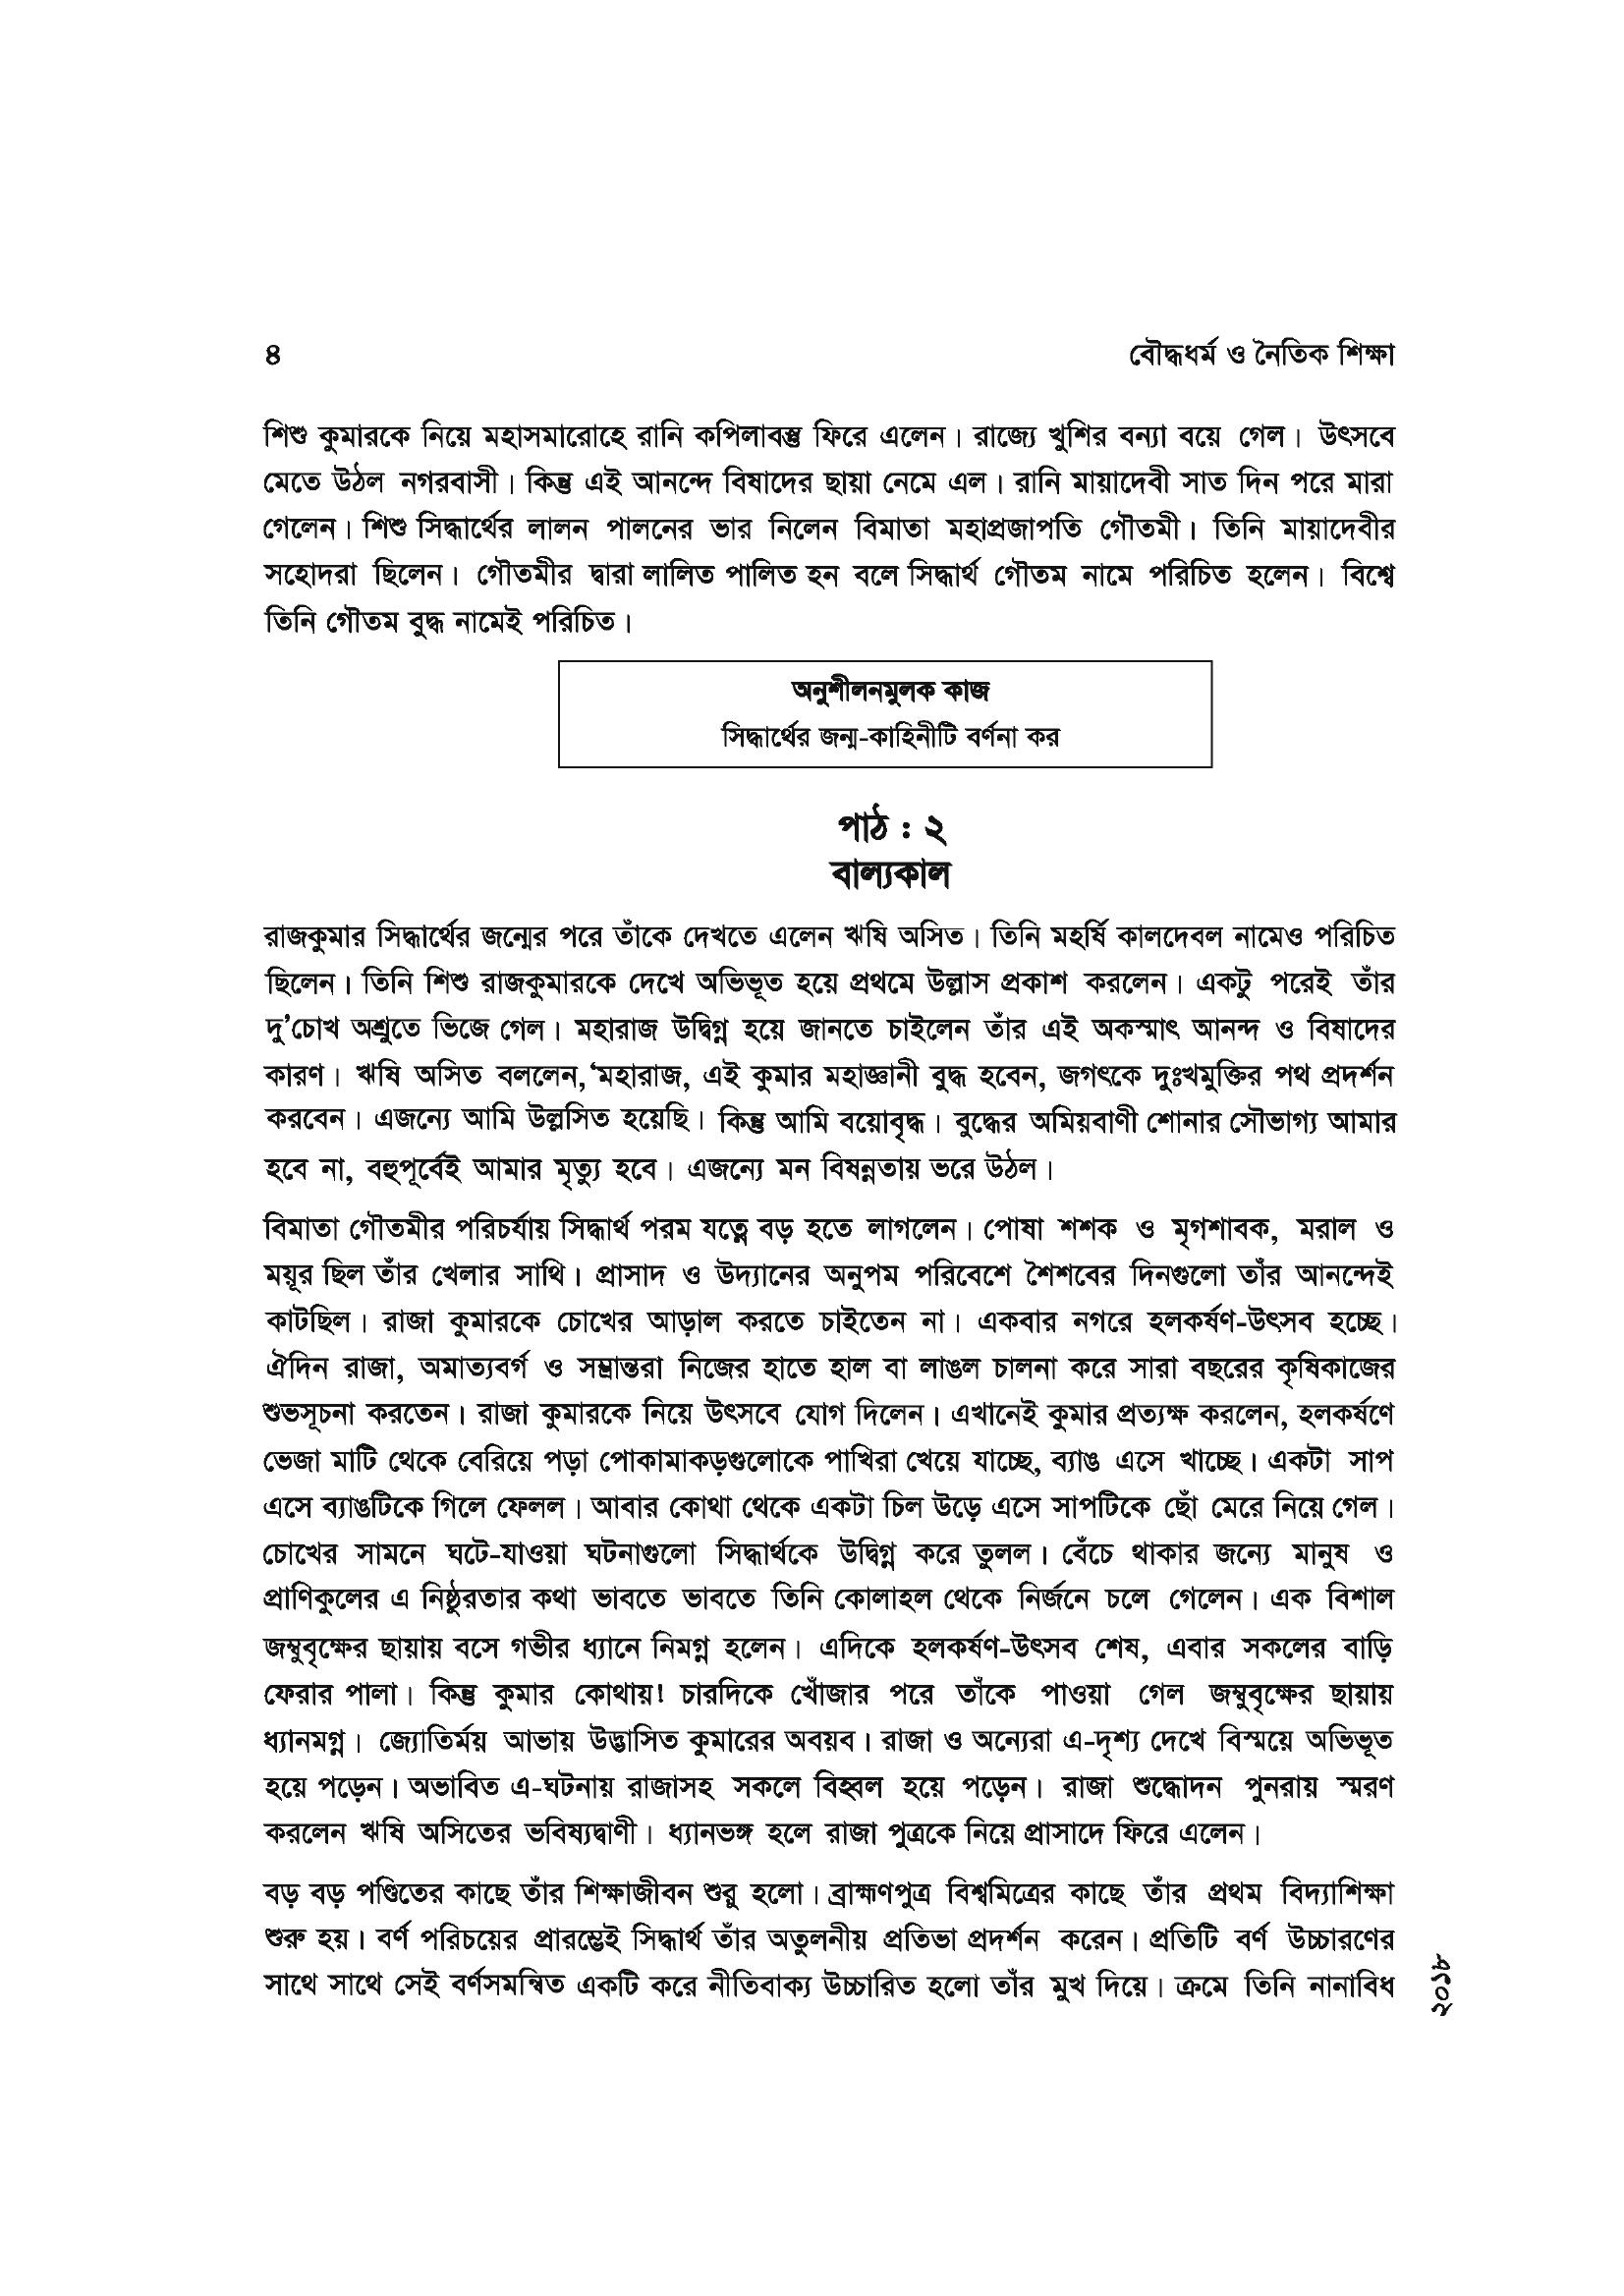 ৪
বৌদ্ধধর্ম ও নৈতিক শিক্ষা
শিশু কুমারকে নিয়ে মহাসমারোহে রানি কপিলাবস্তু ফিরে এলেন। রাজ্যে খুশির বন্যা বয়ে গেল। উৎসবে
মেতে উঠল নগরবাসী। কিন্তু এই আনন্দে বিষাদের ছায়া নেমে এল। রানি মায়াদেবী সাত দিন পরে মারা
গেলেন। শিশু সিদ্ধার্থের লালন পালনের ভার নিলেন বিমাতা মহাপ্রজাপতি গৌতমী। তিনি মায়াদেবীর
সহোদরা ছিলেন। গৌতমীর দ্বারা লালিত পালিত হন বলে সিদ্ধার্থ গৌতম নামে পরিচিত হলেন। বিশ্বে
তিনি গৌতম বুদ্ধ নামেই পরিচিত।
অনুশীলনমুলক কাজ
সিদ্ধার্থের জন্ম-কাহিনীটি বর্ণনা কর
পাঠ : ২
বাল্যকাল
রাজকুমার সিদ্ধার্থের জন্মের পরে তাঁকে দেখতে এলেন ঋষি অসিত। তিনি মহর্ষি কালদেবল নামেও পরিচিত
ছিলেন। তিনি শিশু রাজকুমারকে দেখে অভিভূত হয়ে প্রথমে উল্লাস প্রকাশ করলেন। একটু পরেই তাঁর
দু’চোখ অশ্রুতে ভিজে গেল। মহারাজ উদ্বিগ্ন হয়ে জানতে চাইলেন তাঁর এই অকস্মাৎ আনন্দ ও বিষাদের
কারণ। ঋষি অসিত বললেন,‘মহারাজ, এই কুমার মহাজ্ঞানী বুদ্ধ হবেন, জগৎকে দুঃখমুক্তির পথ প্রদর্শন
করবেন। এজন্যে আমি উল্লসিত হয়েছি। কিন্তু আমি বয়োবৃদ্ধ। বুদ্ধের অমিয়বাণী শোনার সৌভাগ্য আমার
হবে না, বহুপূর্বেই আমার মৃত্যু হবে। এজন্যে মন বিষন্নতায় ভরে উঠল।
বিমাতা গৌতমীর পরিচর্যায় সিদ্ধার্থ পরম যত্নে বড় হতে লাগলেন। পোষা শশক ও মৃগশাবক, মরাল ও
ময়ূর ছিল তাঁর খেলার সাথি। প্রাসাদ ও উদ্যানের অনুপম পরিবেশে শৈশবের দিনগুলো তাঁর আনন্দেই
কাটছিল। রাজা কুমারকে চোখের আড়াল করতে চাইতেন না। একবার নগরে হলকর্ষণ-উৎসব হচ্ছে।
ঐদিন রাজা, অমাত্যবর্গ ও সম্ভ্রান্তরা নিজের হাতে হাল বা লাঙল চালনা করে সারা বছরের কৃষিকাজের
শুভসূচনা করতেন। রাজা কুমারকে নিয়ে উৎসবে যোগ দিলেন। এখানেই কুমার প্রত্যক্ষ করলেন, হলকর্ষণে
ভেজা মাটি থেকে বেরিয়ে পড়া পোকামাকড়গুলোকে পাখিরা খেয়ে যাচ্ছে, ব্যাঙ এসে খাচ্ছে। একটা সাপ
এসে ব্যাঙটিকে গিলে ফেলল। আবার কোথা থেকে একটা চিল উড়ে এসে সাপটিকে ছোঁ মেরে নিয়ে গেল।
চোখের সামনে ঘটে-যাওয়া ঘটনাগুলো সিদ্ধার্থকে উদ্বিগ্ন করে তুলল। বেঁচে থাকার জন্যে মানুষ ও
প্রাণিকুলের এ নিষ্ঠুরতার কথা ভাবতে ভাবতে তিনি কোলাহল থেকে নির্জনে চলে গেলেন। এক বিশাল
জম্বুবৃক্ষের ছায়ায় বসে গভীর ধ্যানে নিমগ্ন হলেন। এদিকে হলকর্ষণ-উৎসব শেষ, এবার সকলের বাড়ি
ফেরার পালা। কিন্তু কুমার কোথায়! চারদিকে খোঁজার পরে তাঁকে পাওয়া গেল জম্বুবৃক্ষের ছায়ায়
ধ্যানমগ্ন। জ্যোতির্ময় আভায় উদ্ভাসিত কুমারের অবয়ব। রাজা ও অন্যেরা এ-দৃশ্য দেখে বিস্ময়ে অভিভূত
হয়ে পড়েন। অভাবিত এ-ঘটনায় রাজাসহ সকলে বিহ্বল হয়ে পড়েন। রাজা শুদ্ধোদন পুনরায় স্মরণ
করলেন ঋষি অসিতের ভবিষ্যদ্বাণী। ধ্যানভঙ্গ হলে রাজা পুত্রকে নিয়ে প্রাসাদে ফিরে এলেন।
বড় বড় পণ্ডিতের কাছে তাঁর শিক্ষাজীবন শুরু হলো। ব্রাহ্মণপুত্র বিশ্বমিত্রের কাছে তাঁর প্রথম বিদ্যাশিক্ষা
শুরু হয়। বর্ণ পরিচয়ের প্রারম্ভেই সিদ্ধার্থ তাঁর অতুলনীয় প্রতিভা প্রদর্শন করেন। প্রতিটি বর্ণ উচ্চারণের
সাথে সাথে সেই বর্ণসমন্বিত একটি করে নীতিবাক্য উচ্চারিত হলো তাঁর মুখ দিয়ে। ক্রমে তিনি নানাবিধ
২০১৮